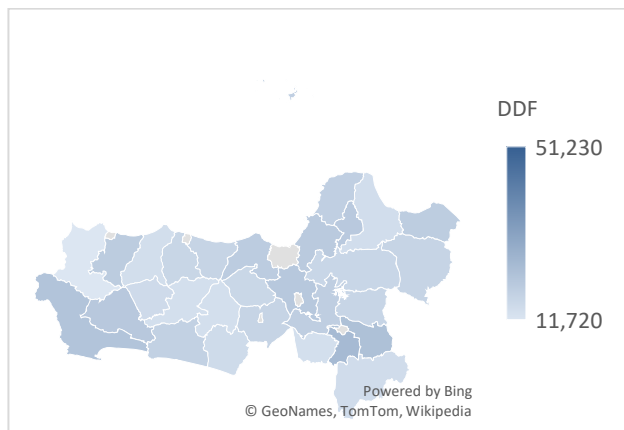 DDF
51,230
11,720
Powered by Bing
© GeoNames, TomTom, Wikipedia